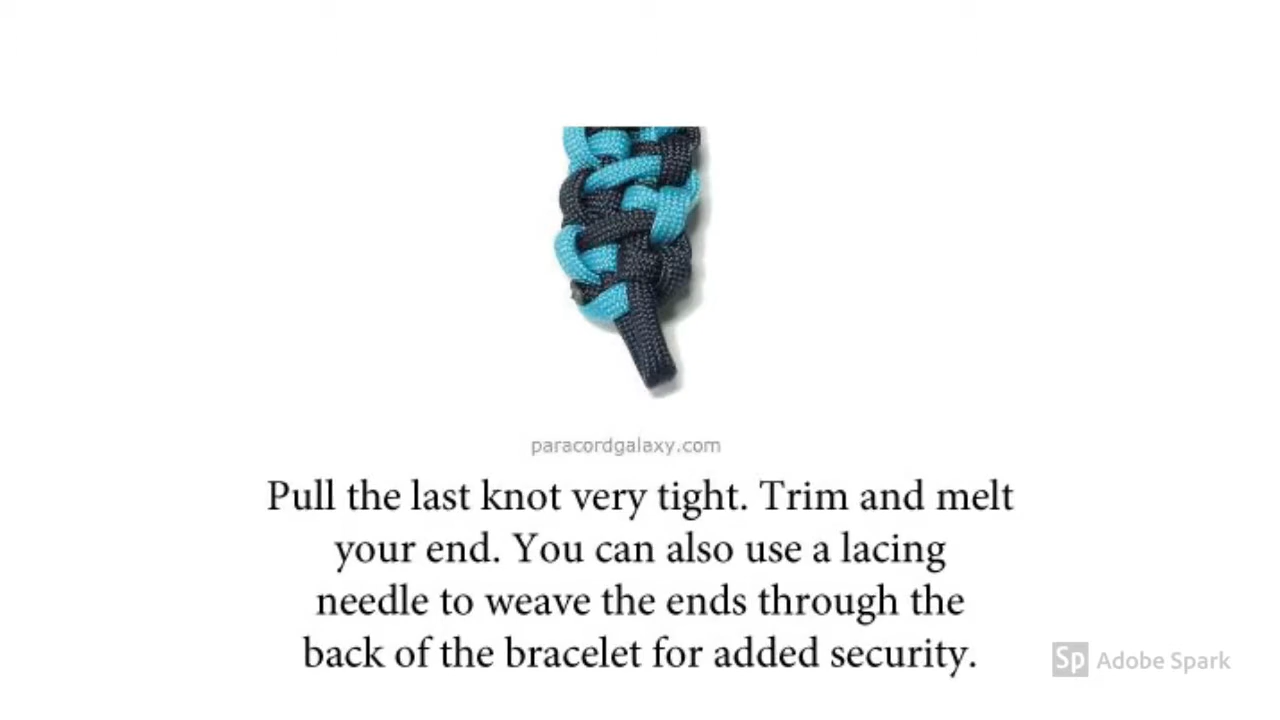 paracordgalaxy.com
Pull the last knot very tight. Trim and melt
your end. You can also use a lacing
needle to weave the ends through the
back of the bracelet for added security.
Sp Adobe Spark